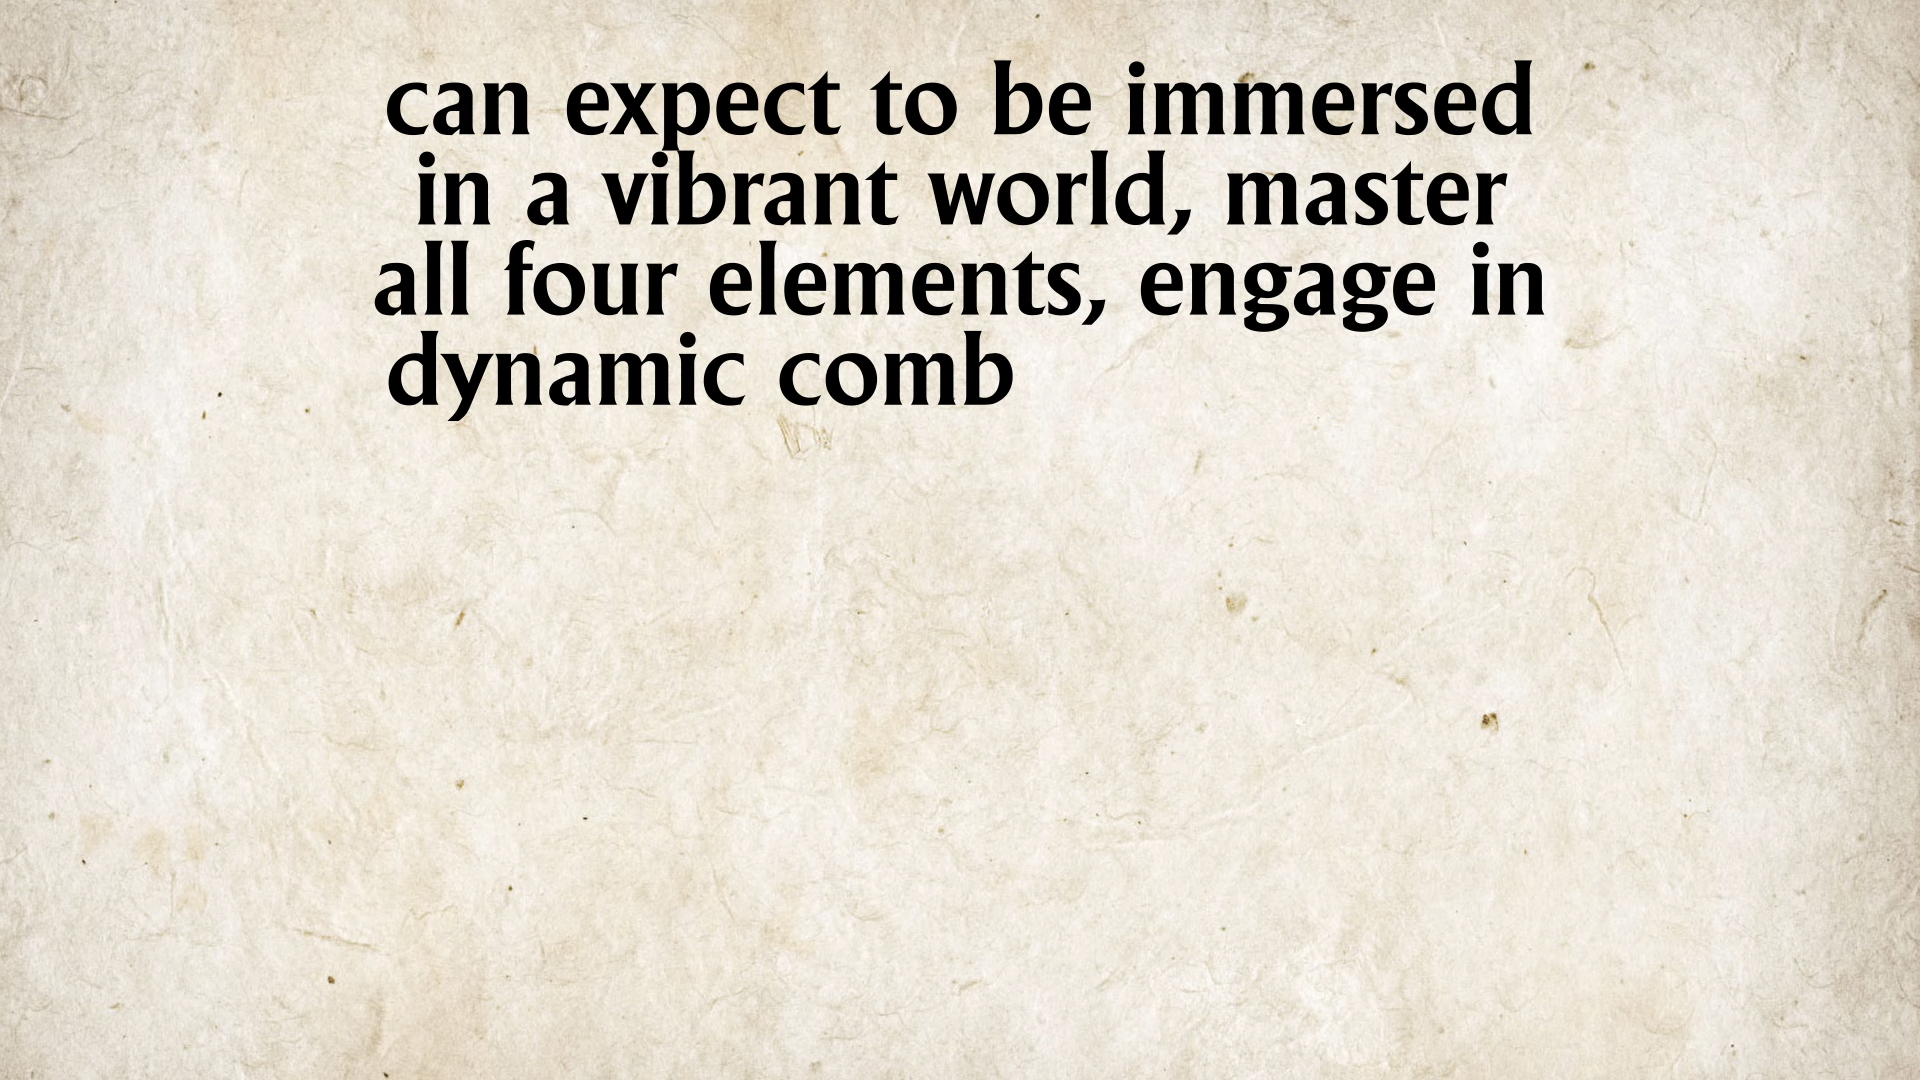 can expect to be immersed
in a vibrant world, master
all four elements, engage in
dynamic comb